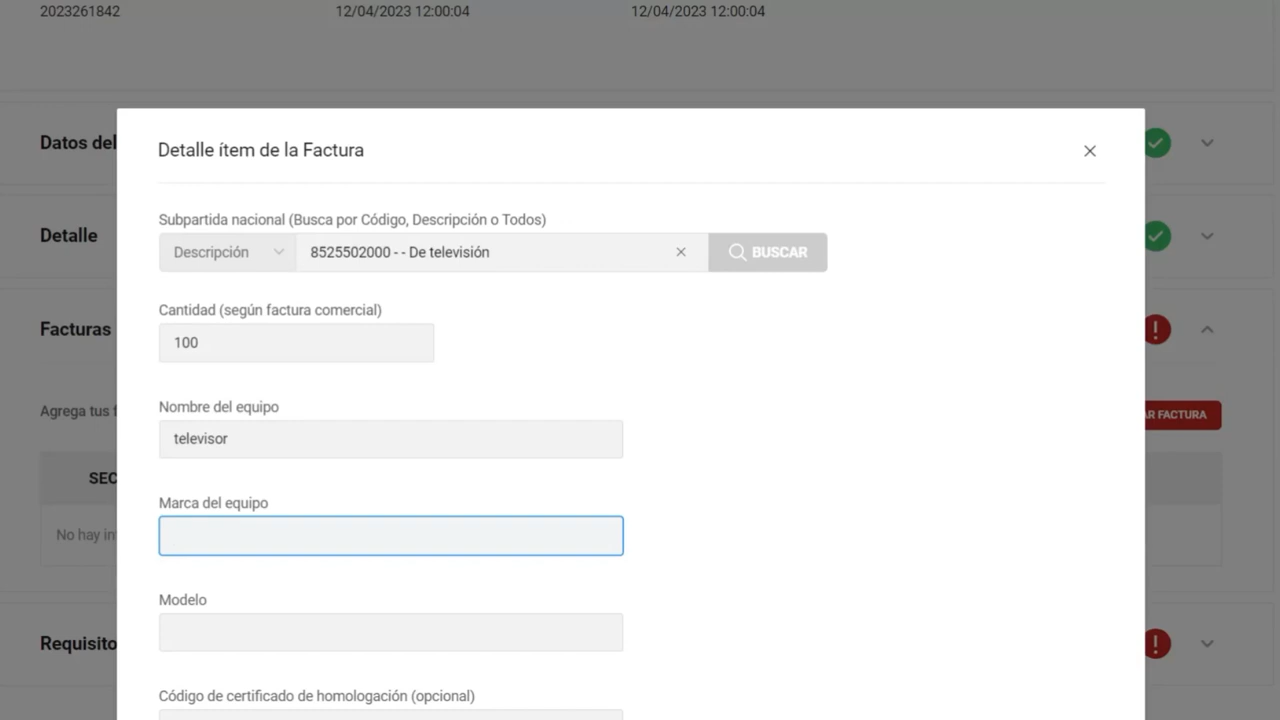 2023261842 12/04/2023 12:00:04 12/04/2023 12:00:04
Datos del
Detalle ítem de la Factura
Subpartida nacional (Busca por Código, Descripción o Todos)
Detalle
Descripción 8525502000 - - De televisión BUSCAR
Cantidad (según factura comercial)
Facturas
100
Nombre del equipo
Agrega tus AR FACTURA
televisor
SEC
Marca del equipo
No hay
Modelo
Requisito
Código de certificado de homologación (opcional)